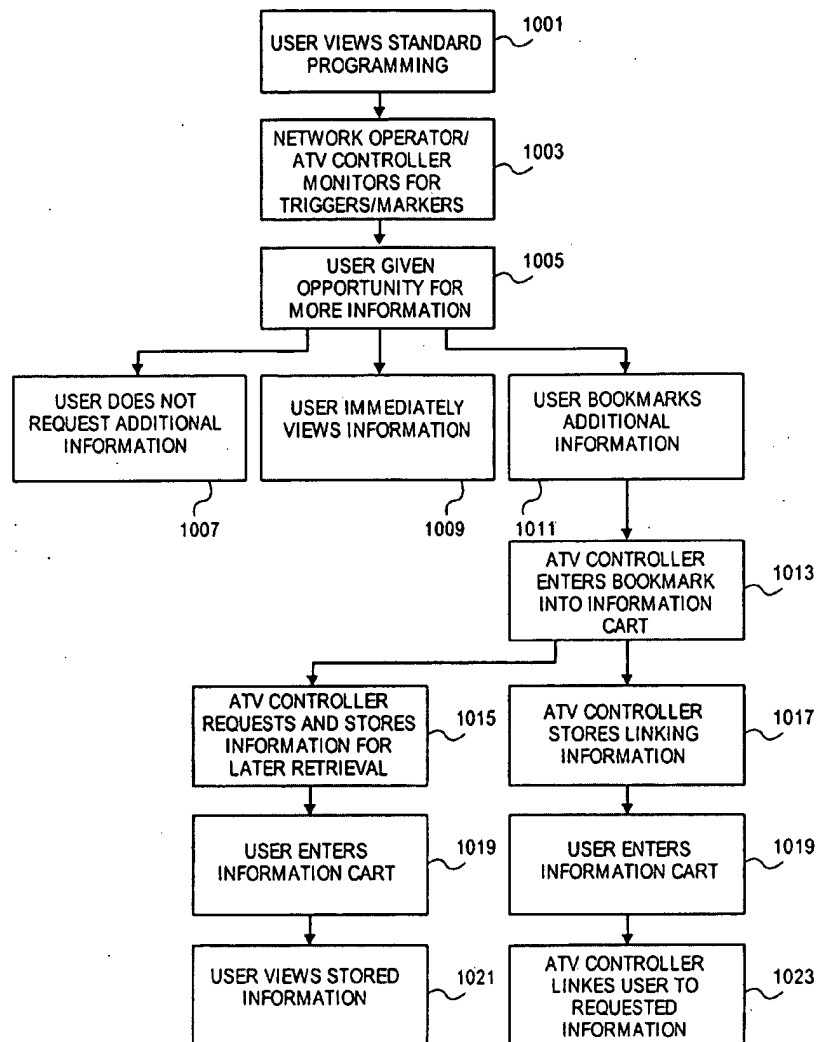 1001
USER VIEWS STANDARD
PROGRAMMING
NETWORK OPERATOR/
ATV CONTROLLER
MONITORS FOR
TRIGGERS/MARKERS
1003
USER GIVEN
OPPORTUNITY FOR
MORE INFORMATION
1005
USER DOES NOT
REQUEST ADDITIONAL
INFORMATION
1007
USER IMMEDIATELY
VIEWS INFORMATION
1009
USER BOOKMARKS
ADDITIONAL
INFORMATION
1011
ATV CONTROLLER
ENTERS BOOKMARK
INTO INFORMATION
CART
1013
ATV CONTROLLER
REQUESTS AND STORES
INFORMATION FOR
LATER RETRIEVAL
1015
ATV CONTROLLER
STORES LINKING
INFORMATION
1017
USER ENTERS
INFORMATION CART
1019
USER ENTERS
INFORMATION CART
1019
USER VIEWS STORED
INFORMATION
1021
ATV CONTROLLER
LINKES USER TO
REQUESTED
INFORMATION
1023